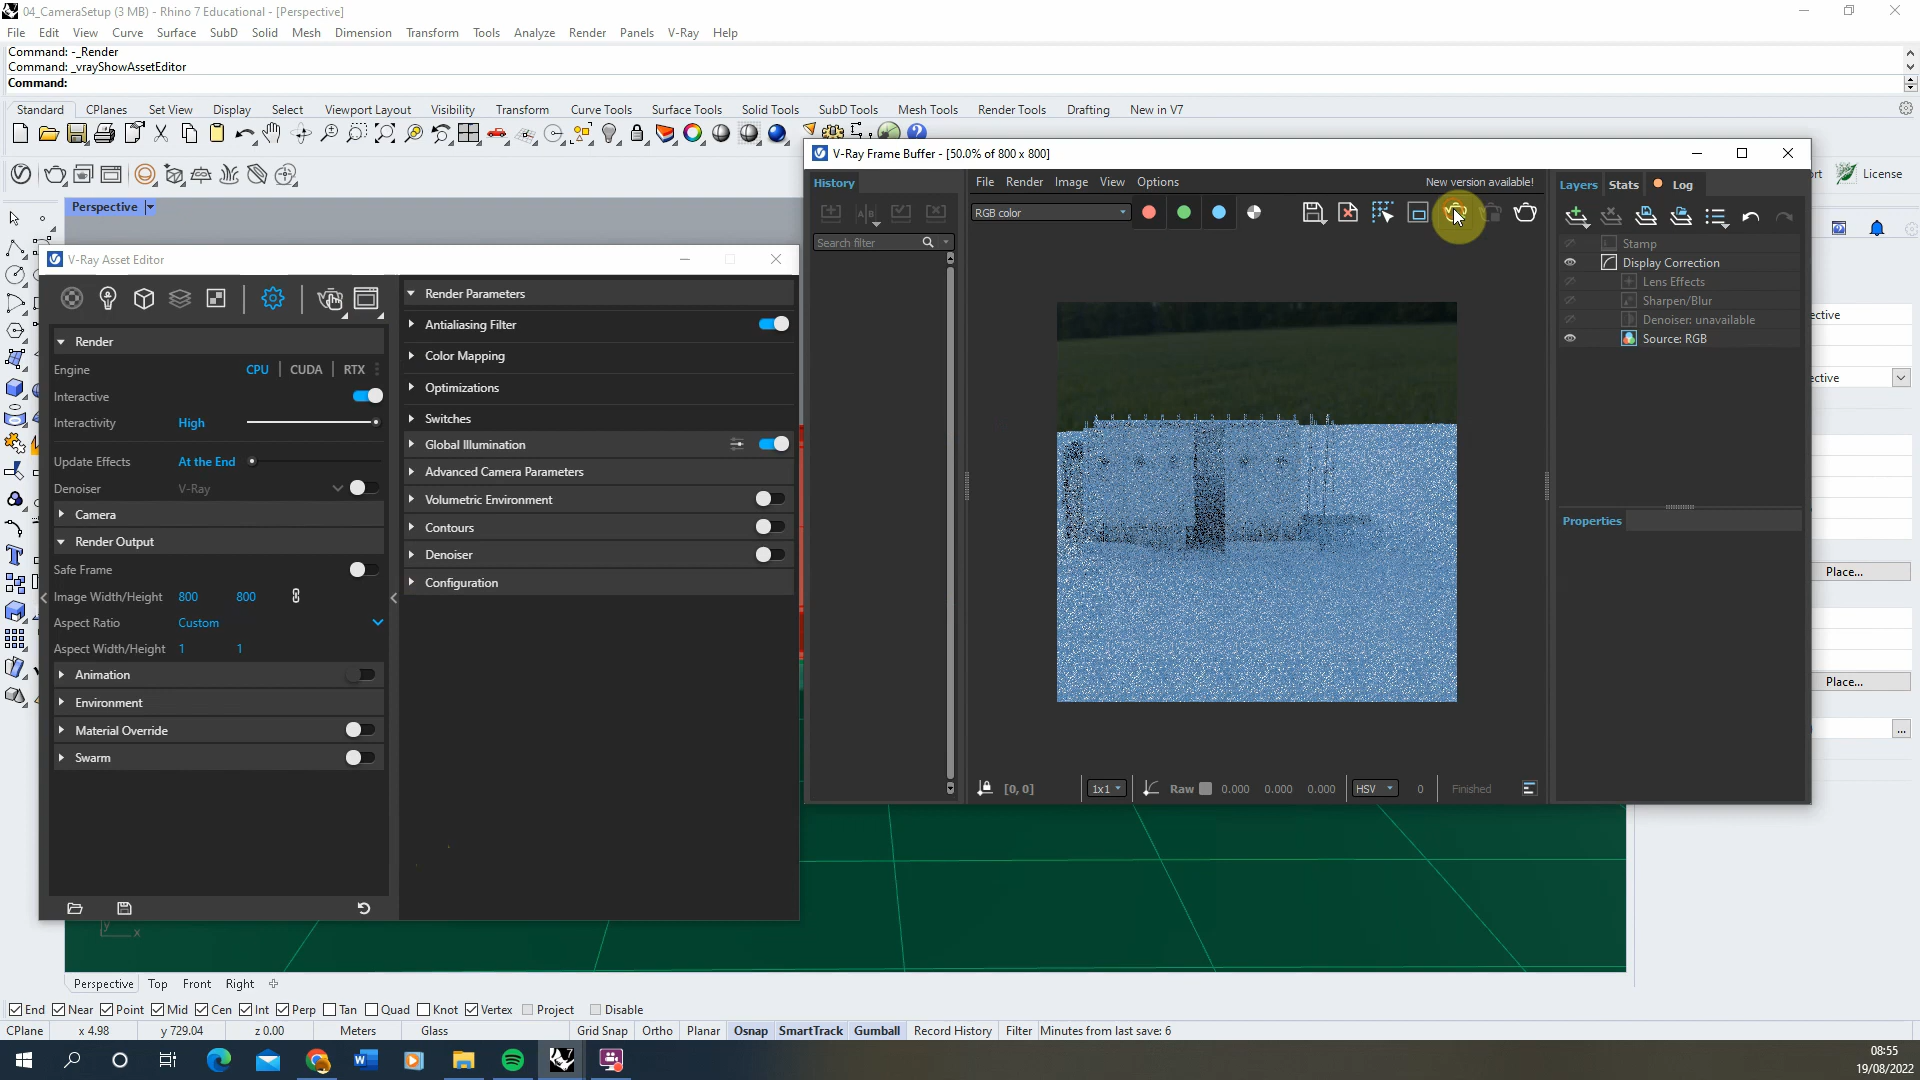 04_CameraSetup (3 MB) - Rhino 7 Educational - [Perspective]
File Edit View Curve Surface SubD Solid Mesh Dimension Transform Tools Analyze Render Panels V-Ray Help
Command: -_Render
Command: _vrayShowAssetEditor
Command:
Standard CPlanes Set View Display Select Viewport Layout Visibility Transform Curve Tools Surface Tools Solid Tools SubD Tools Mesh Tools Render Tools Drafting New in V7
V-Ray Frame Buffer - [50.0% of 800 x 800]
License
History
File Render Image View Options
New version available!
Layers Stats Log
RGB color
Search filter
Stamp
Display Correction
Lens Effects
Sharpen/Blur
Denoiser: unavailable
Source: RGB
Properties
Perspective
V-Ray Asset Editor
Render
Engine CPU CUDA RTX
Interactive
Interactivity High
Update Effects At the End
Denoiser V-Ray
Camera
Render Output
Safe Frame
Image Width/Height 800 800
Aspect Ratio Custom
Aspect Width/Height 1 1
Animation
Environment
Material Override
Swarm
Render Parameters
Antialiasing Filter
Color Mapping
Optimizations
Switches
Global Illumination
Advanced Camera Parameters
Volumetric Environment
Contours
Denoiser
Configuration
ective
ective
Place...
Place...
...
[0, 0] 1x1 Raw 0.000 0.000 0.000 HSV 0 Finished
y x
Perspective Top Front Right
End Near Point Mid Cen Int Perp Tan Quad Knot Vertex Project Disable
CPlane x 4.98 y 729.04 z 0.00 Meters Glass Grid Snap Ortho Planar Osnap SmartTrack Gumball Record History Filter Minutes from last save: 6
08:55
19/08/2022